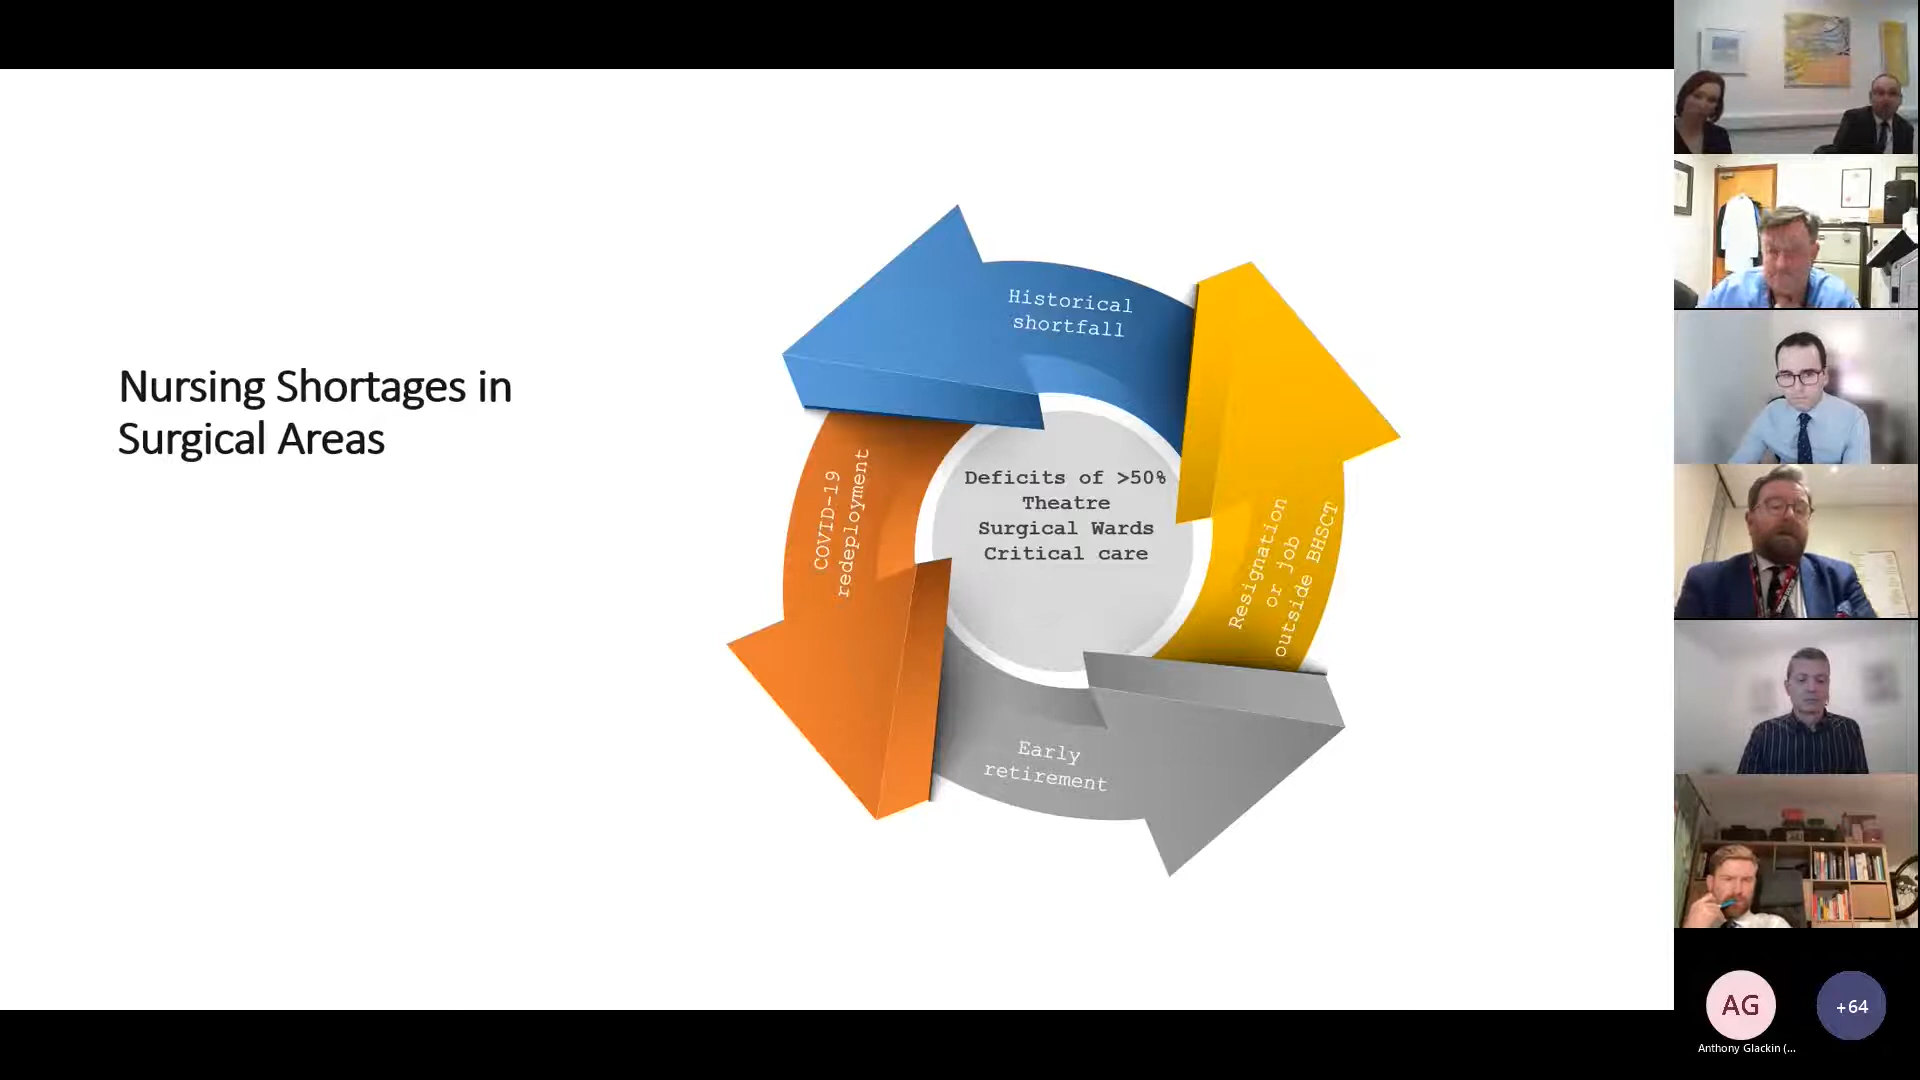 Nursing Shortages in
Surgical Areas
Historical
shortfall
COVID-19
redeployment
Deficits of >50%
Theatre
Surgical Wards
Critical care
Resignation
or job
outside BHSCT
Early
retirement
AG
+64
Anthony Glackin (...